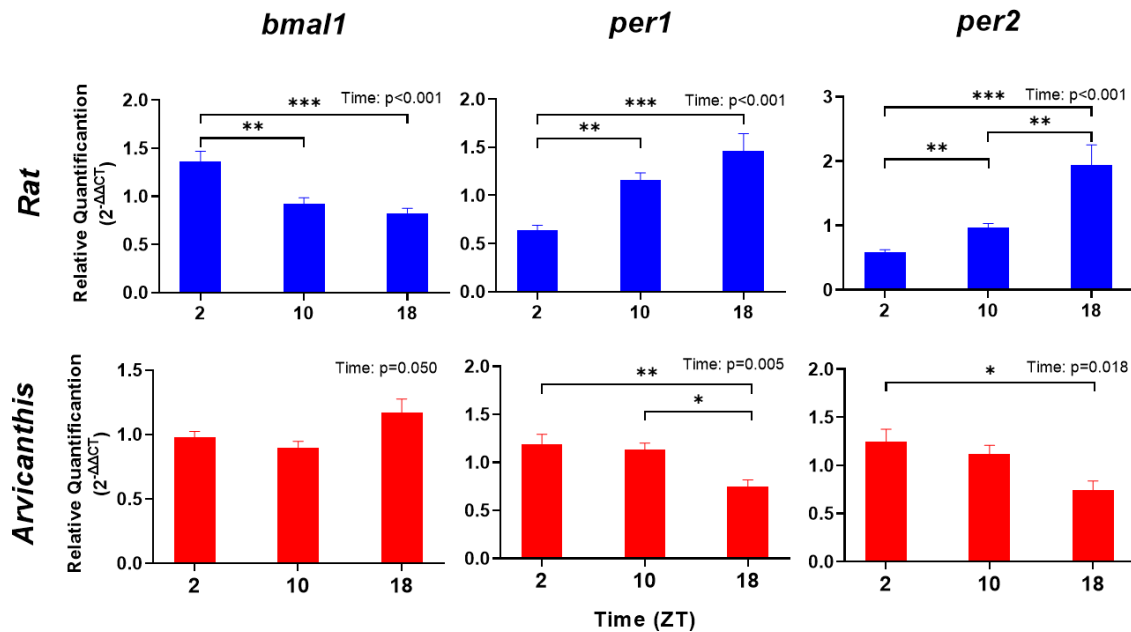 bmal1 per1 per2
Rat
Relative Quantificantion
(2-ΔΔCT)
2.0
1.5
1.0
0.5
0.0
*** Time: p<0.001
**
2 10 18
2.0
1.5
1.0
0.5
0.0
*** Time: p<0.001
**
2 10 18
3
2
1
0
Time: p<0.001
***
**
**
2 10 18
Arvicanthis
Relative Quantificantion
(2-ΔΔCT)
1.5
1.0
0.5
0.0
Time: p=0.050
2 10 18
2.0
1.5
1.0
0.5
0.0
Time: p=0.005
**
*
2 10 18
2.0
1.5
1.0
0.5
0.0
* Time: p=0.018
2 10 18
Time (ZT)